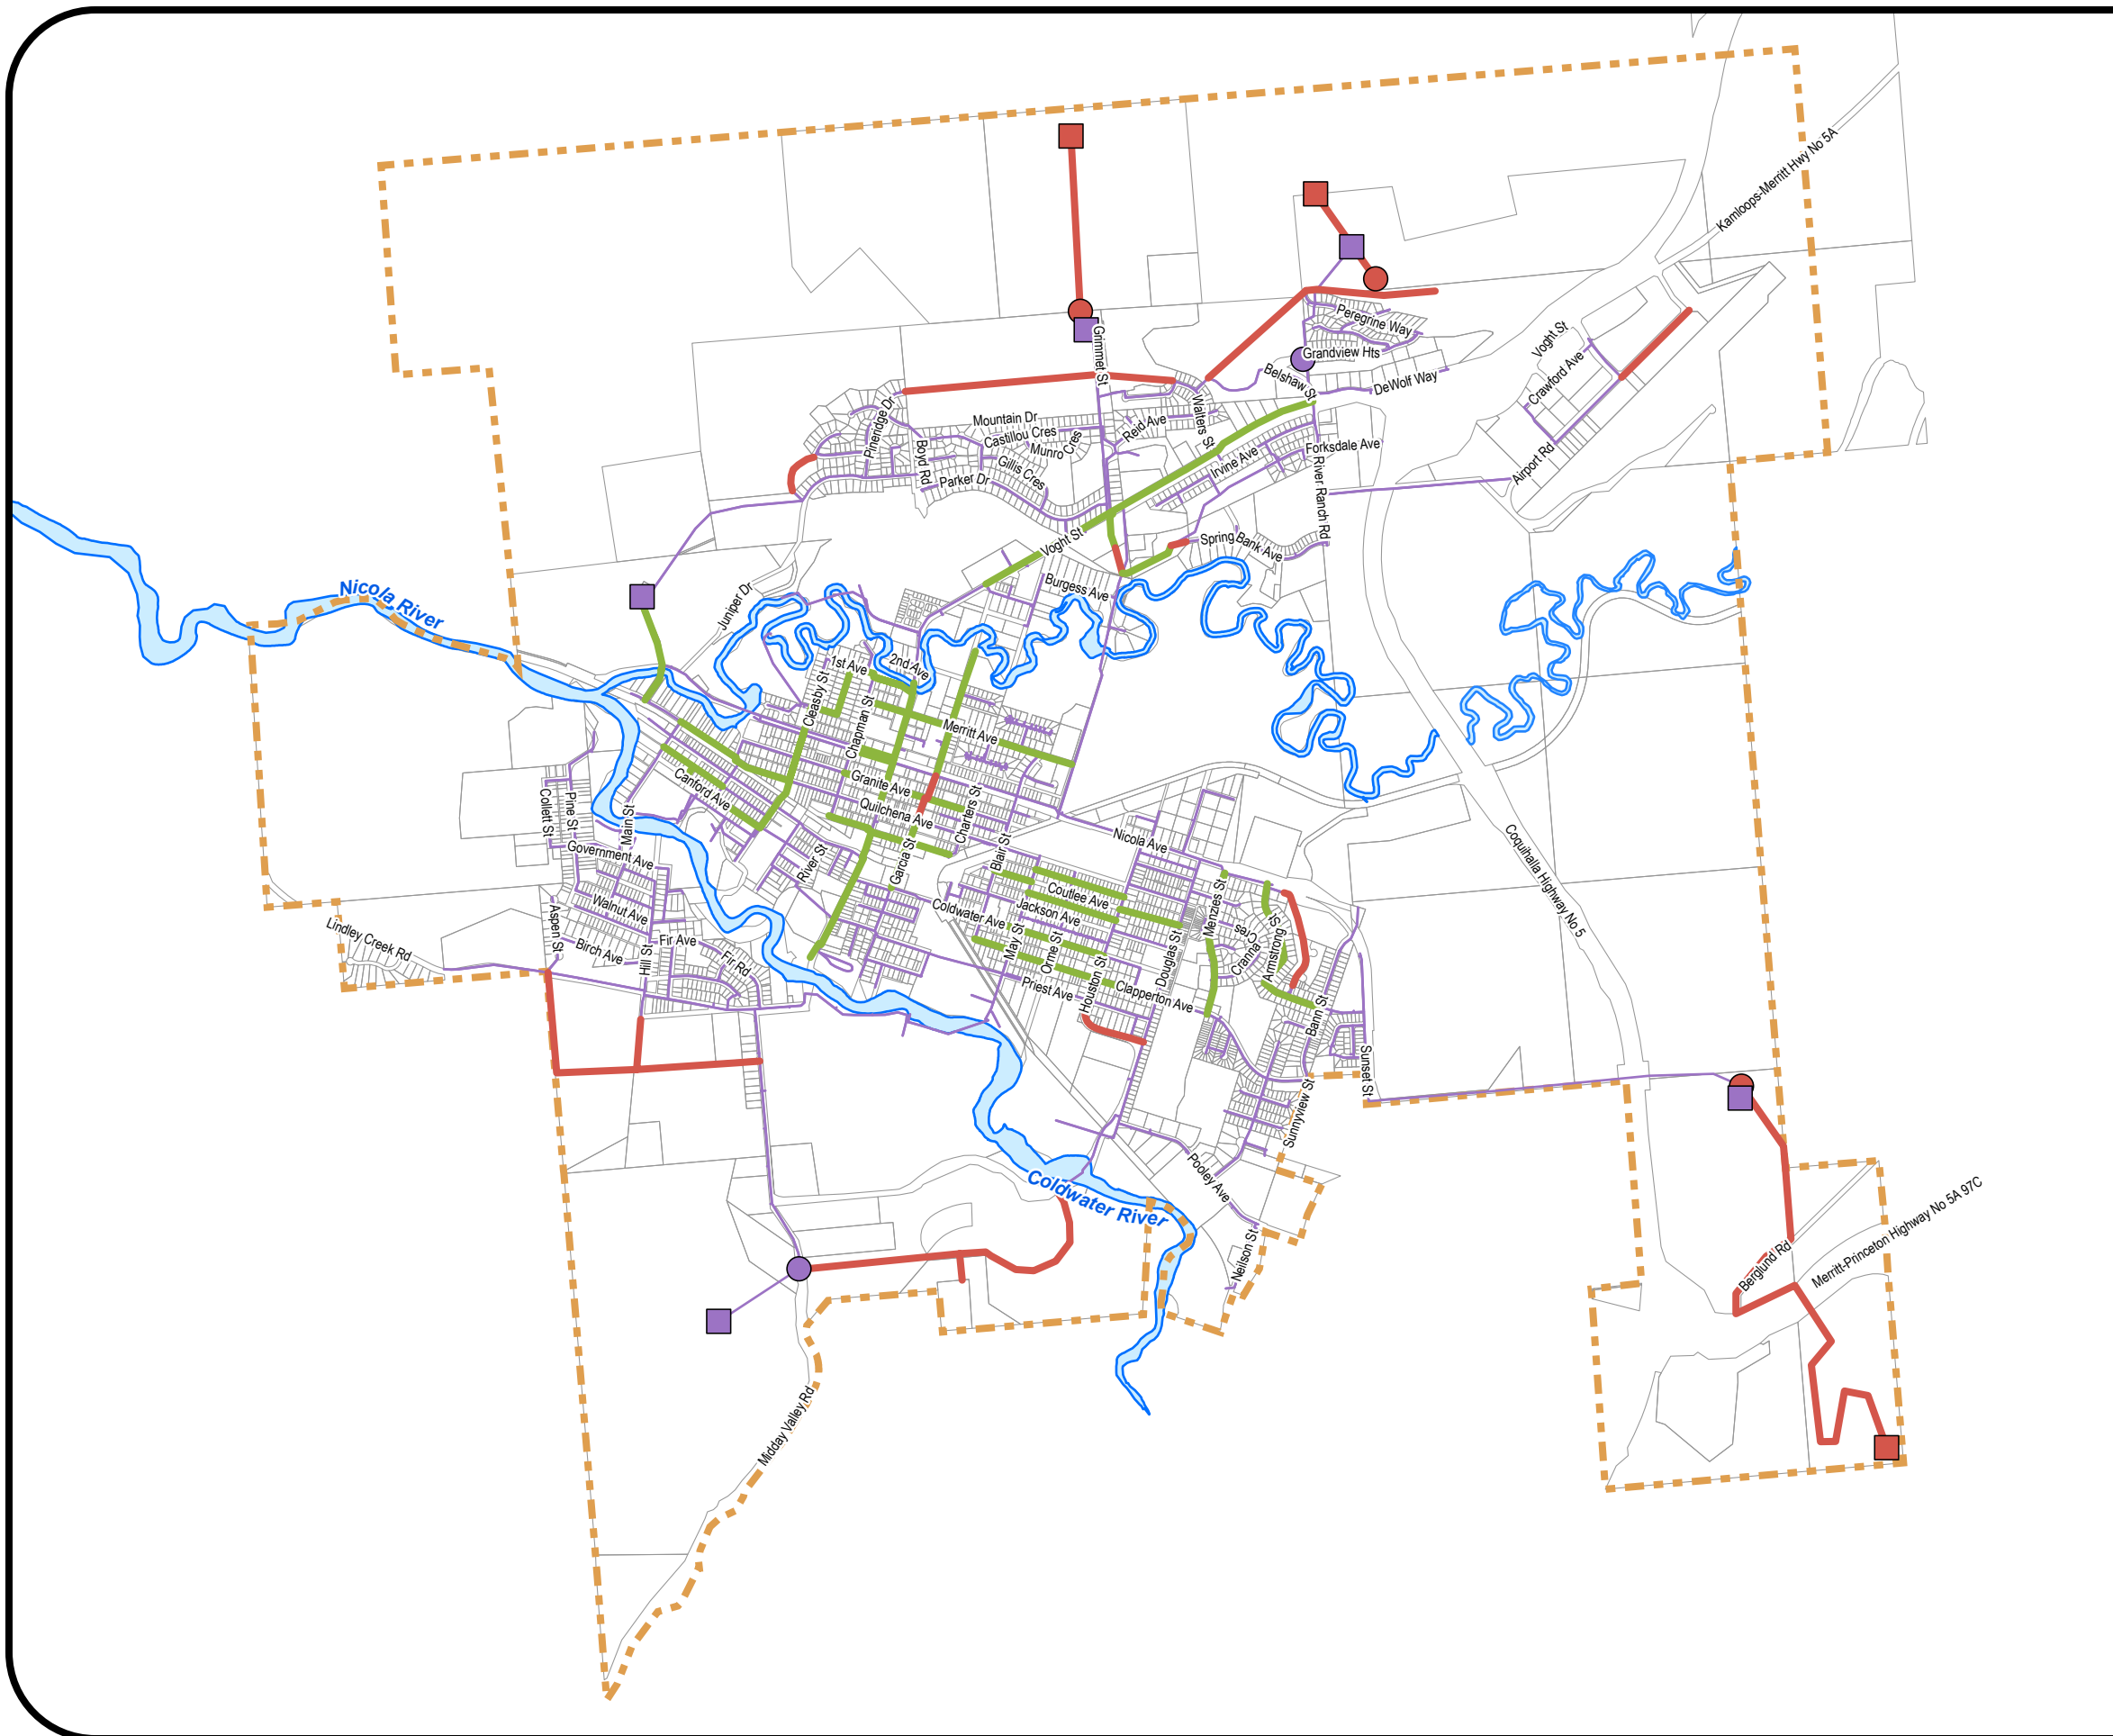 Kamloops-Merritt Hwy No 5A
Peregrine Way
Grandview Hts
Grimmet St
Voght St
Crawford Ave
Belshaw St
DeWolf Way
Pineridge Dr
Mountain Dr
Castillou Cres
Munro Cres
Reid Ave
Walters St
Boyd Rd
Gillis Cres
Parker Dr
Irvine Ave
Forksdale Ave
River Ranch Rd
Airport Rd
Voght St
Spring Bank Ave
Juniper Dr
Burgess Ave
Nicola River
1st Ave
2nd Ave
Cleasby St
Chapman St
Merritt Ave
Canford Ave
Granite Ave
Quilchena Ave
Charters St
Collett St
Pine St
Main St
Government Ave
River St
Garcia St
Blair St
Nicola Ave
Coquihalla Highway No 5
Coutlee Ave
Jackson Ave
Coldwater Ave
Menzies St
Walnut Ave
Aspen St
Birch Ave
Fir Ave
Fir Rd
Hill St
Lindley Creek Rd
May St
Orme St
Houston St
Douglas St
Cranna Cres
Armstrong St
Priest Ave
Clapperton Ave
Bann St
Sunset St
Sunnyview St
Pooley Ave
Coldwater River
Neilson St
Berglund Rd
Merritt-Princeton Highway No 5A 97C
Midday Valley Rd